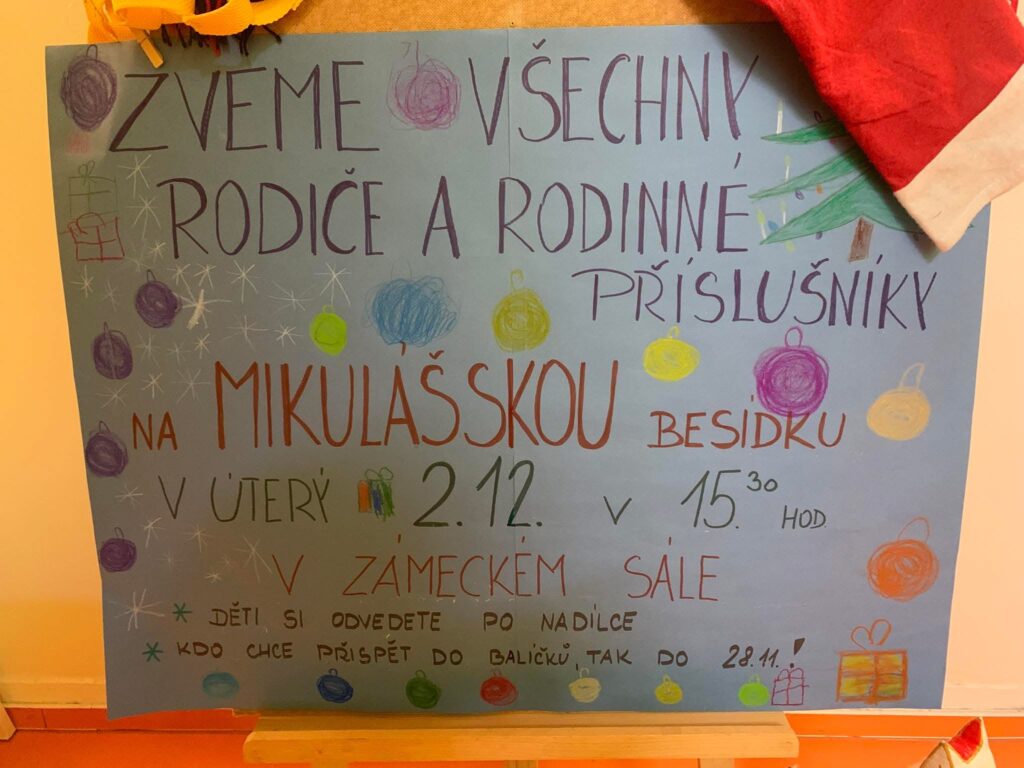 ZVEME VŠECHNY
RODIČE A RODINNÉ
PŘÍSLUŠNÍKY
NA MIKULÁŠSKOU BESÍDKU
V ÚTERÝ 2.12. V 15.30 HOD.
V ZÁMECKÉM SÁLE
* DĚTI SI ODVEDETE PO NADÍLCE
* KDO CHCE PŘISPĚT DO BALÍČKŮ, TAK DO 28.11.!